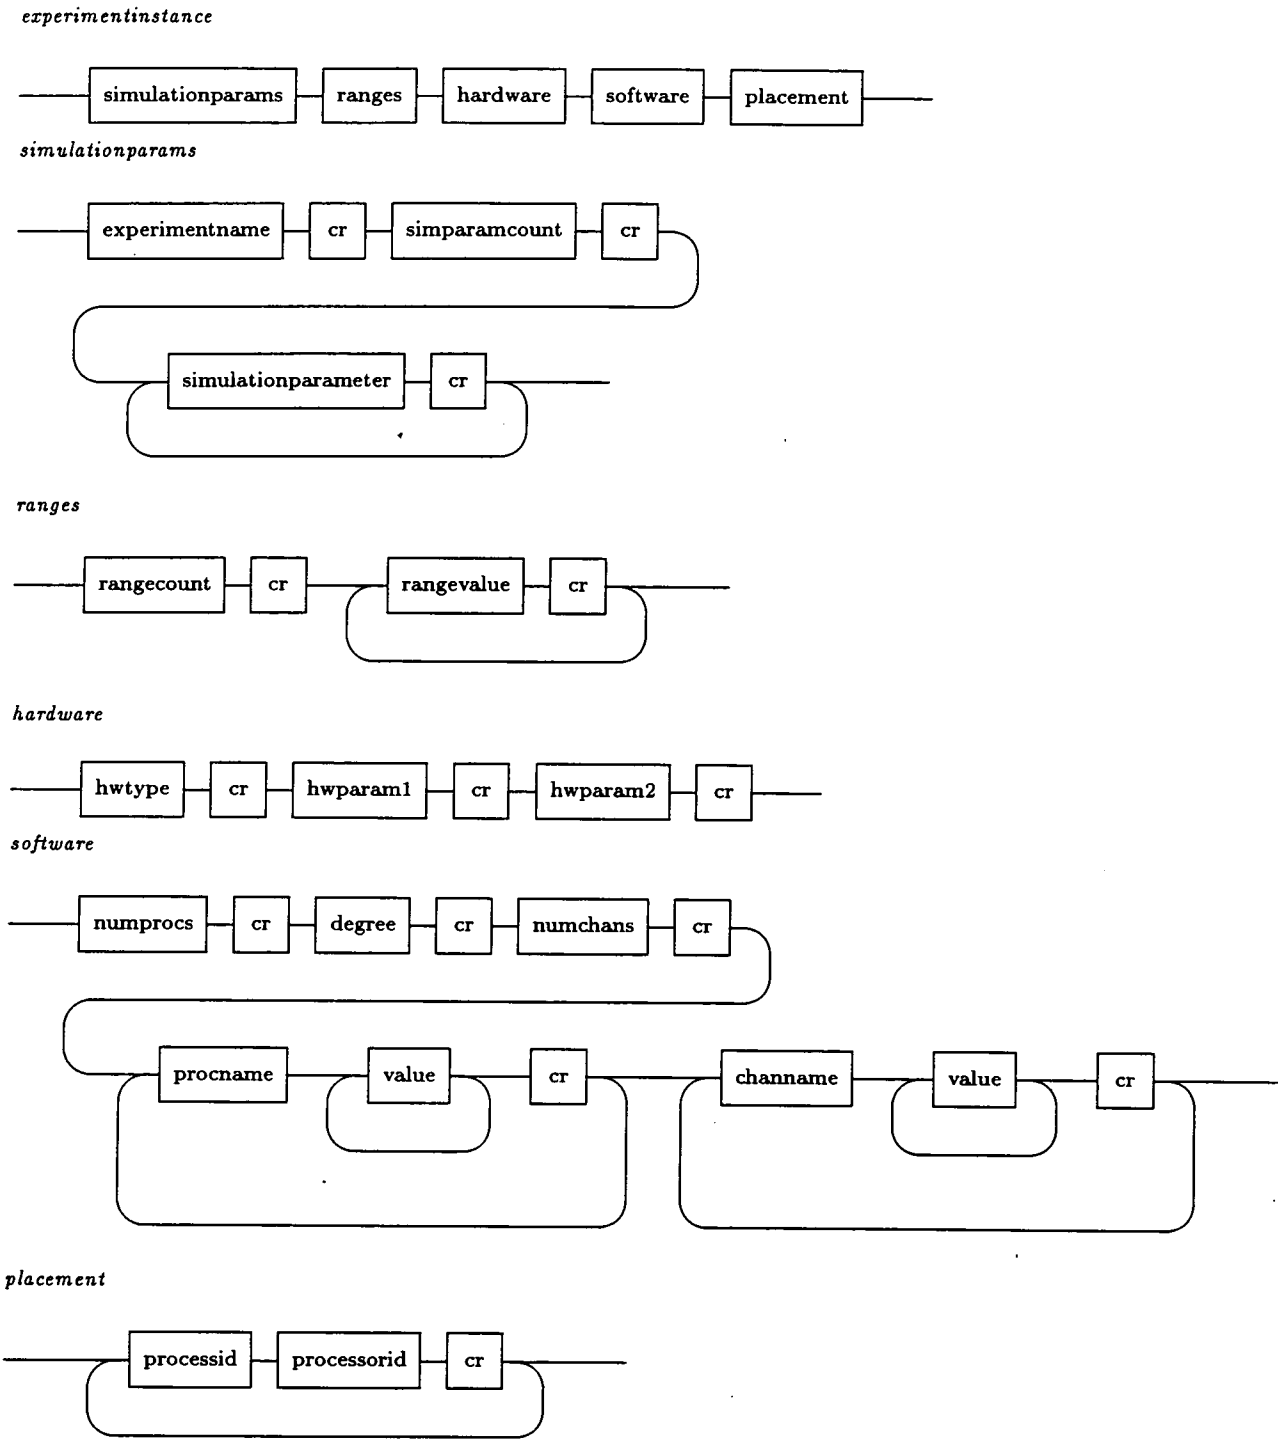 experimentinstance
simulationparams ranges hardware software placement
simulationparams
experimentname cr simparamcount cr
simulationparameter cr
ranges
rangecount cr rangevalue cr
hardware
hwtype cr hwparam1 cr hwparam2 cr
software
numprocs cr degree cr numchans cr
procname value cr channame value cr
placement
processid processorid cr